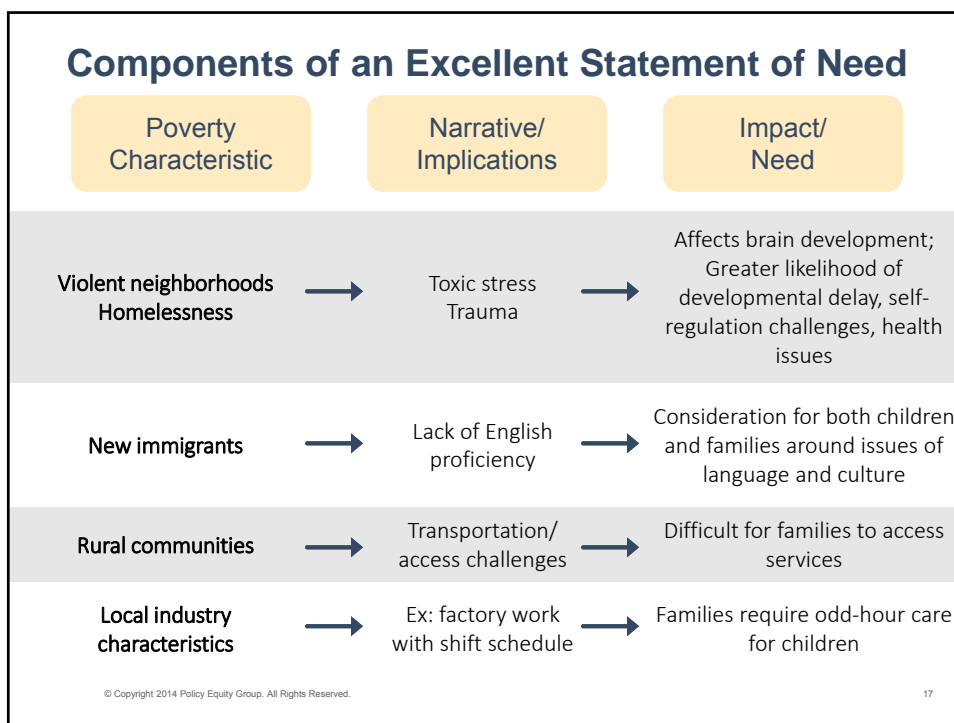 Components of an Excellent Statement of Need
Poverty
Characteristic
Narrative/
Implications
Impact/
Need
Violent neighborhoods
Homelessness
Toxic stress
Trauma
Affects brain development;
Greater likelihood of
developmental delay, self-
regulation challenges, health
issues
New immigrants
Lack of English
proficiency
Consideration for both children
and families around issues of
language and culture
Rural communities
Transportation/
access challenges
Difficult for families to access
services
Local industry
characteristics
Ex: factory work
with shift schedule
Families require odd-hour care
for children
© Copyright 2014 Policy Equity Group. All Rights Reserved.
17